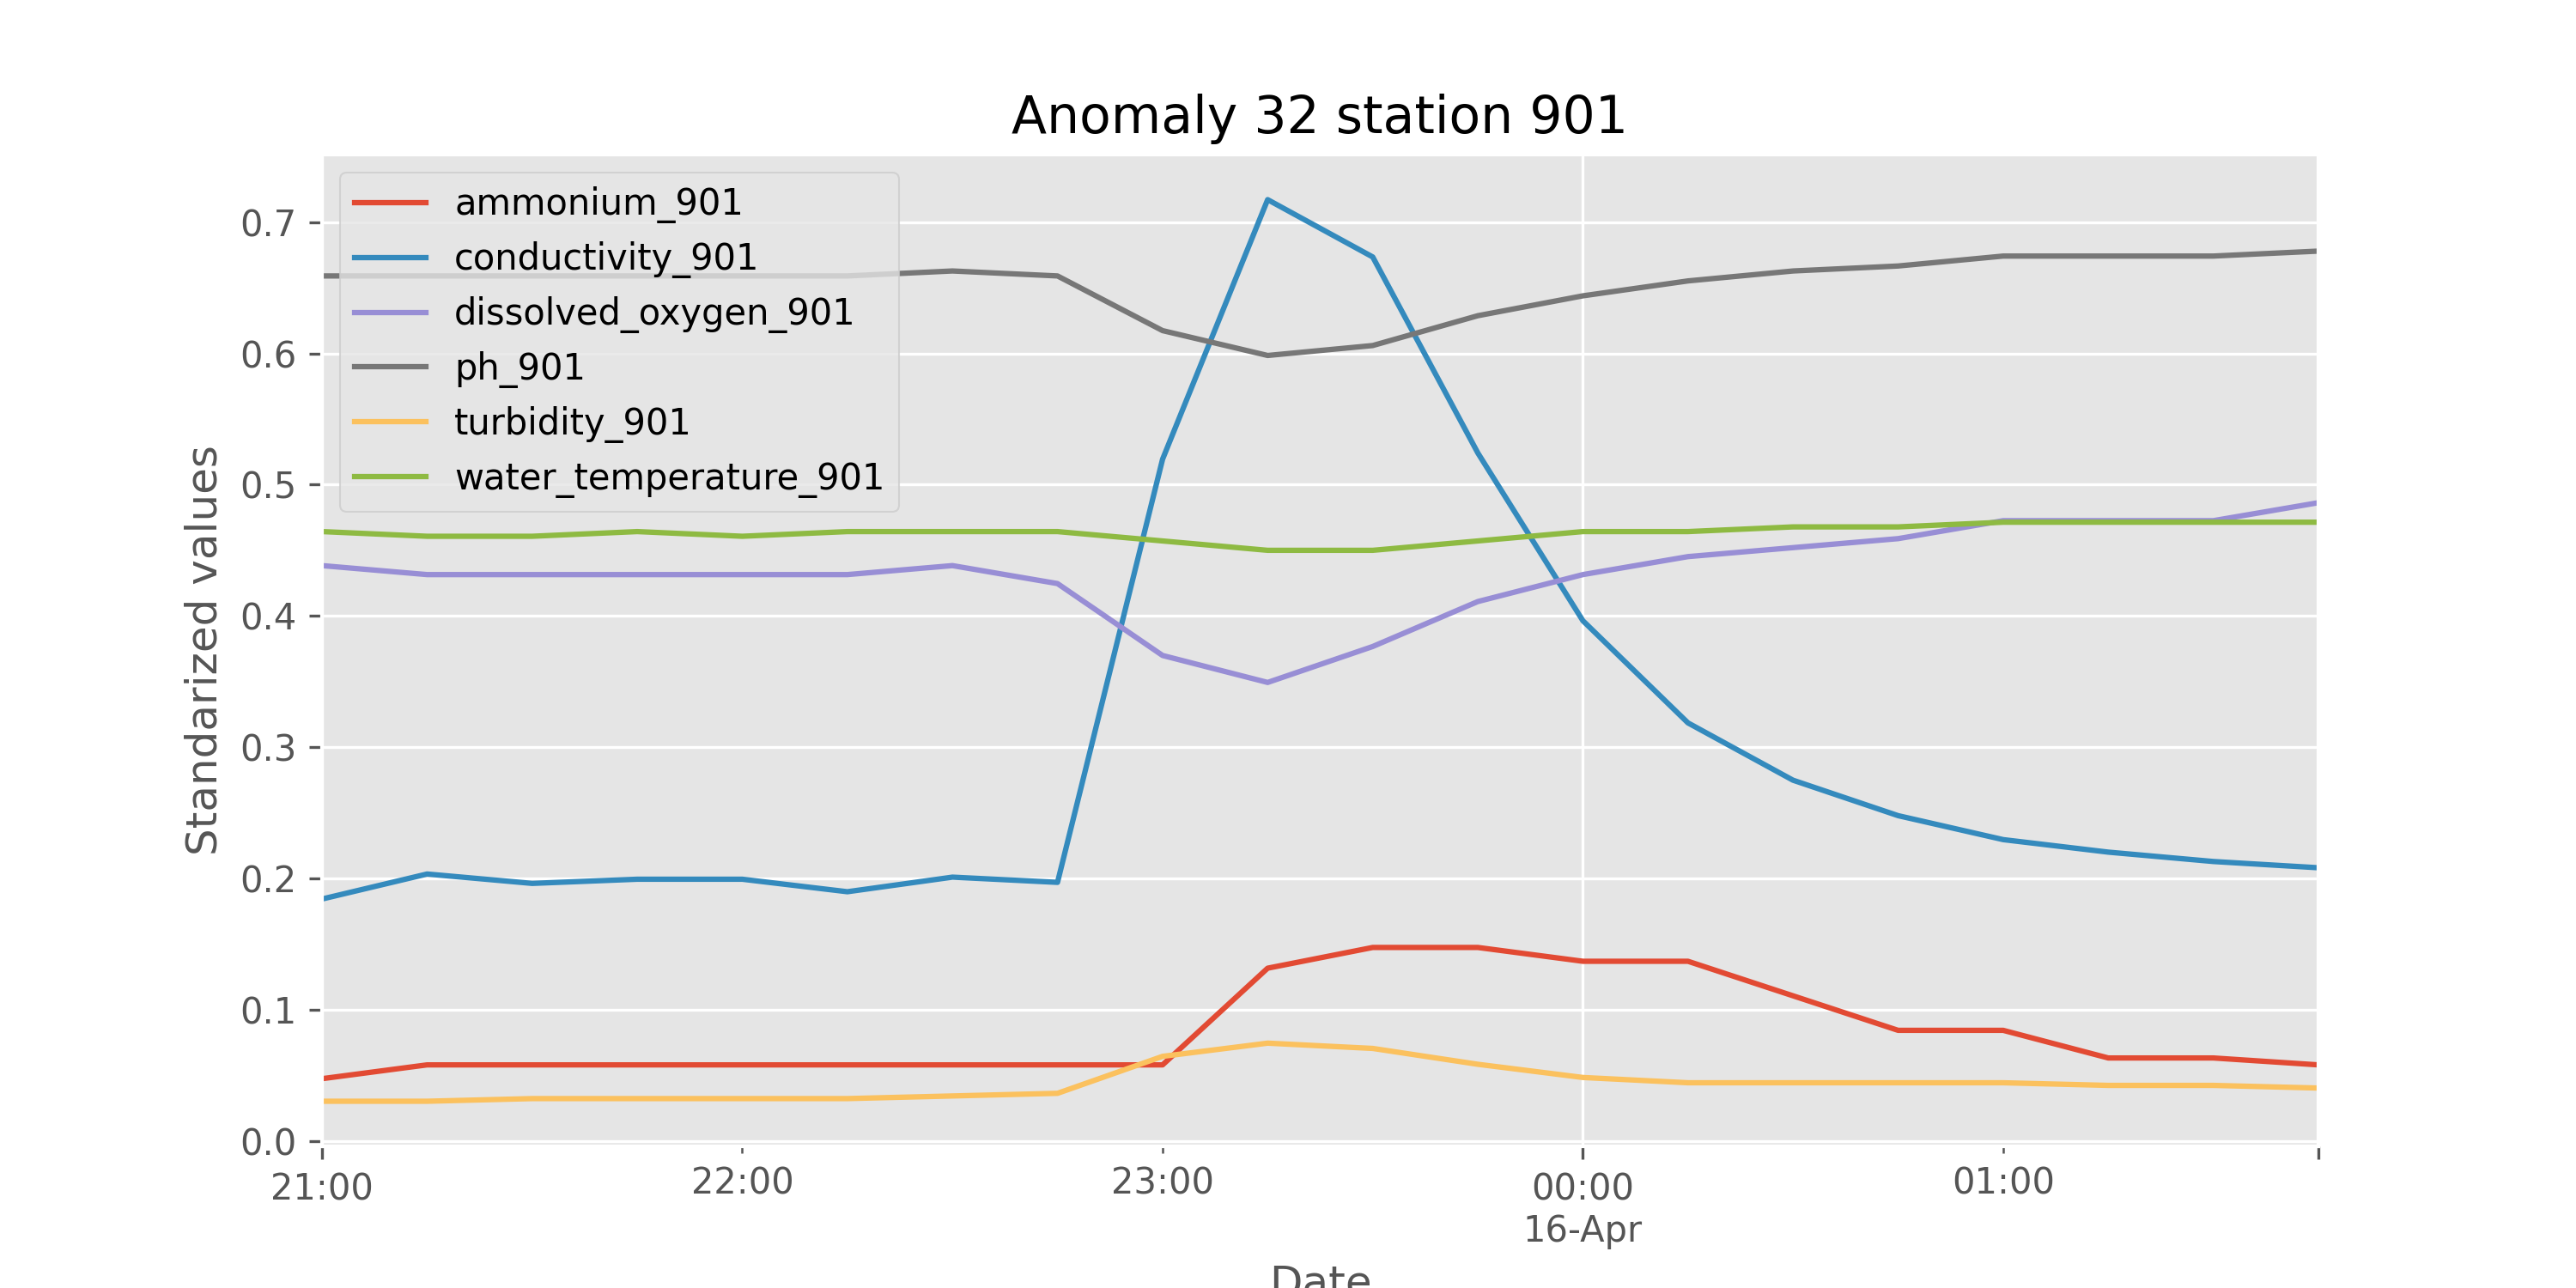 Anomaly 32 station 901
ammonium_901
conductivity_901
dissolved_oxygen_901
ph_901
turbidity_901
water_temperature_901
Standarized values
0.7
0.6
0.5
0.4
0.3
0.2
0.1
0.0
21:00 22:00 23:00 00:00 01:00
16-Apr
Date